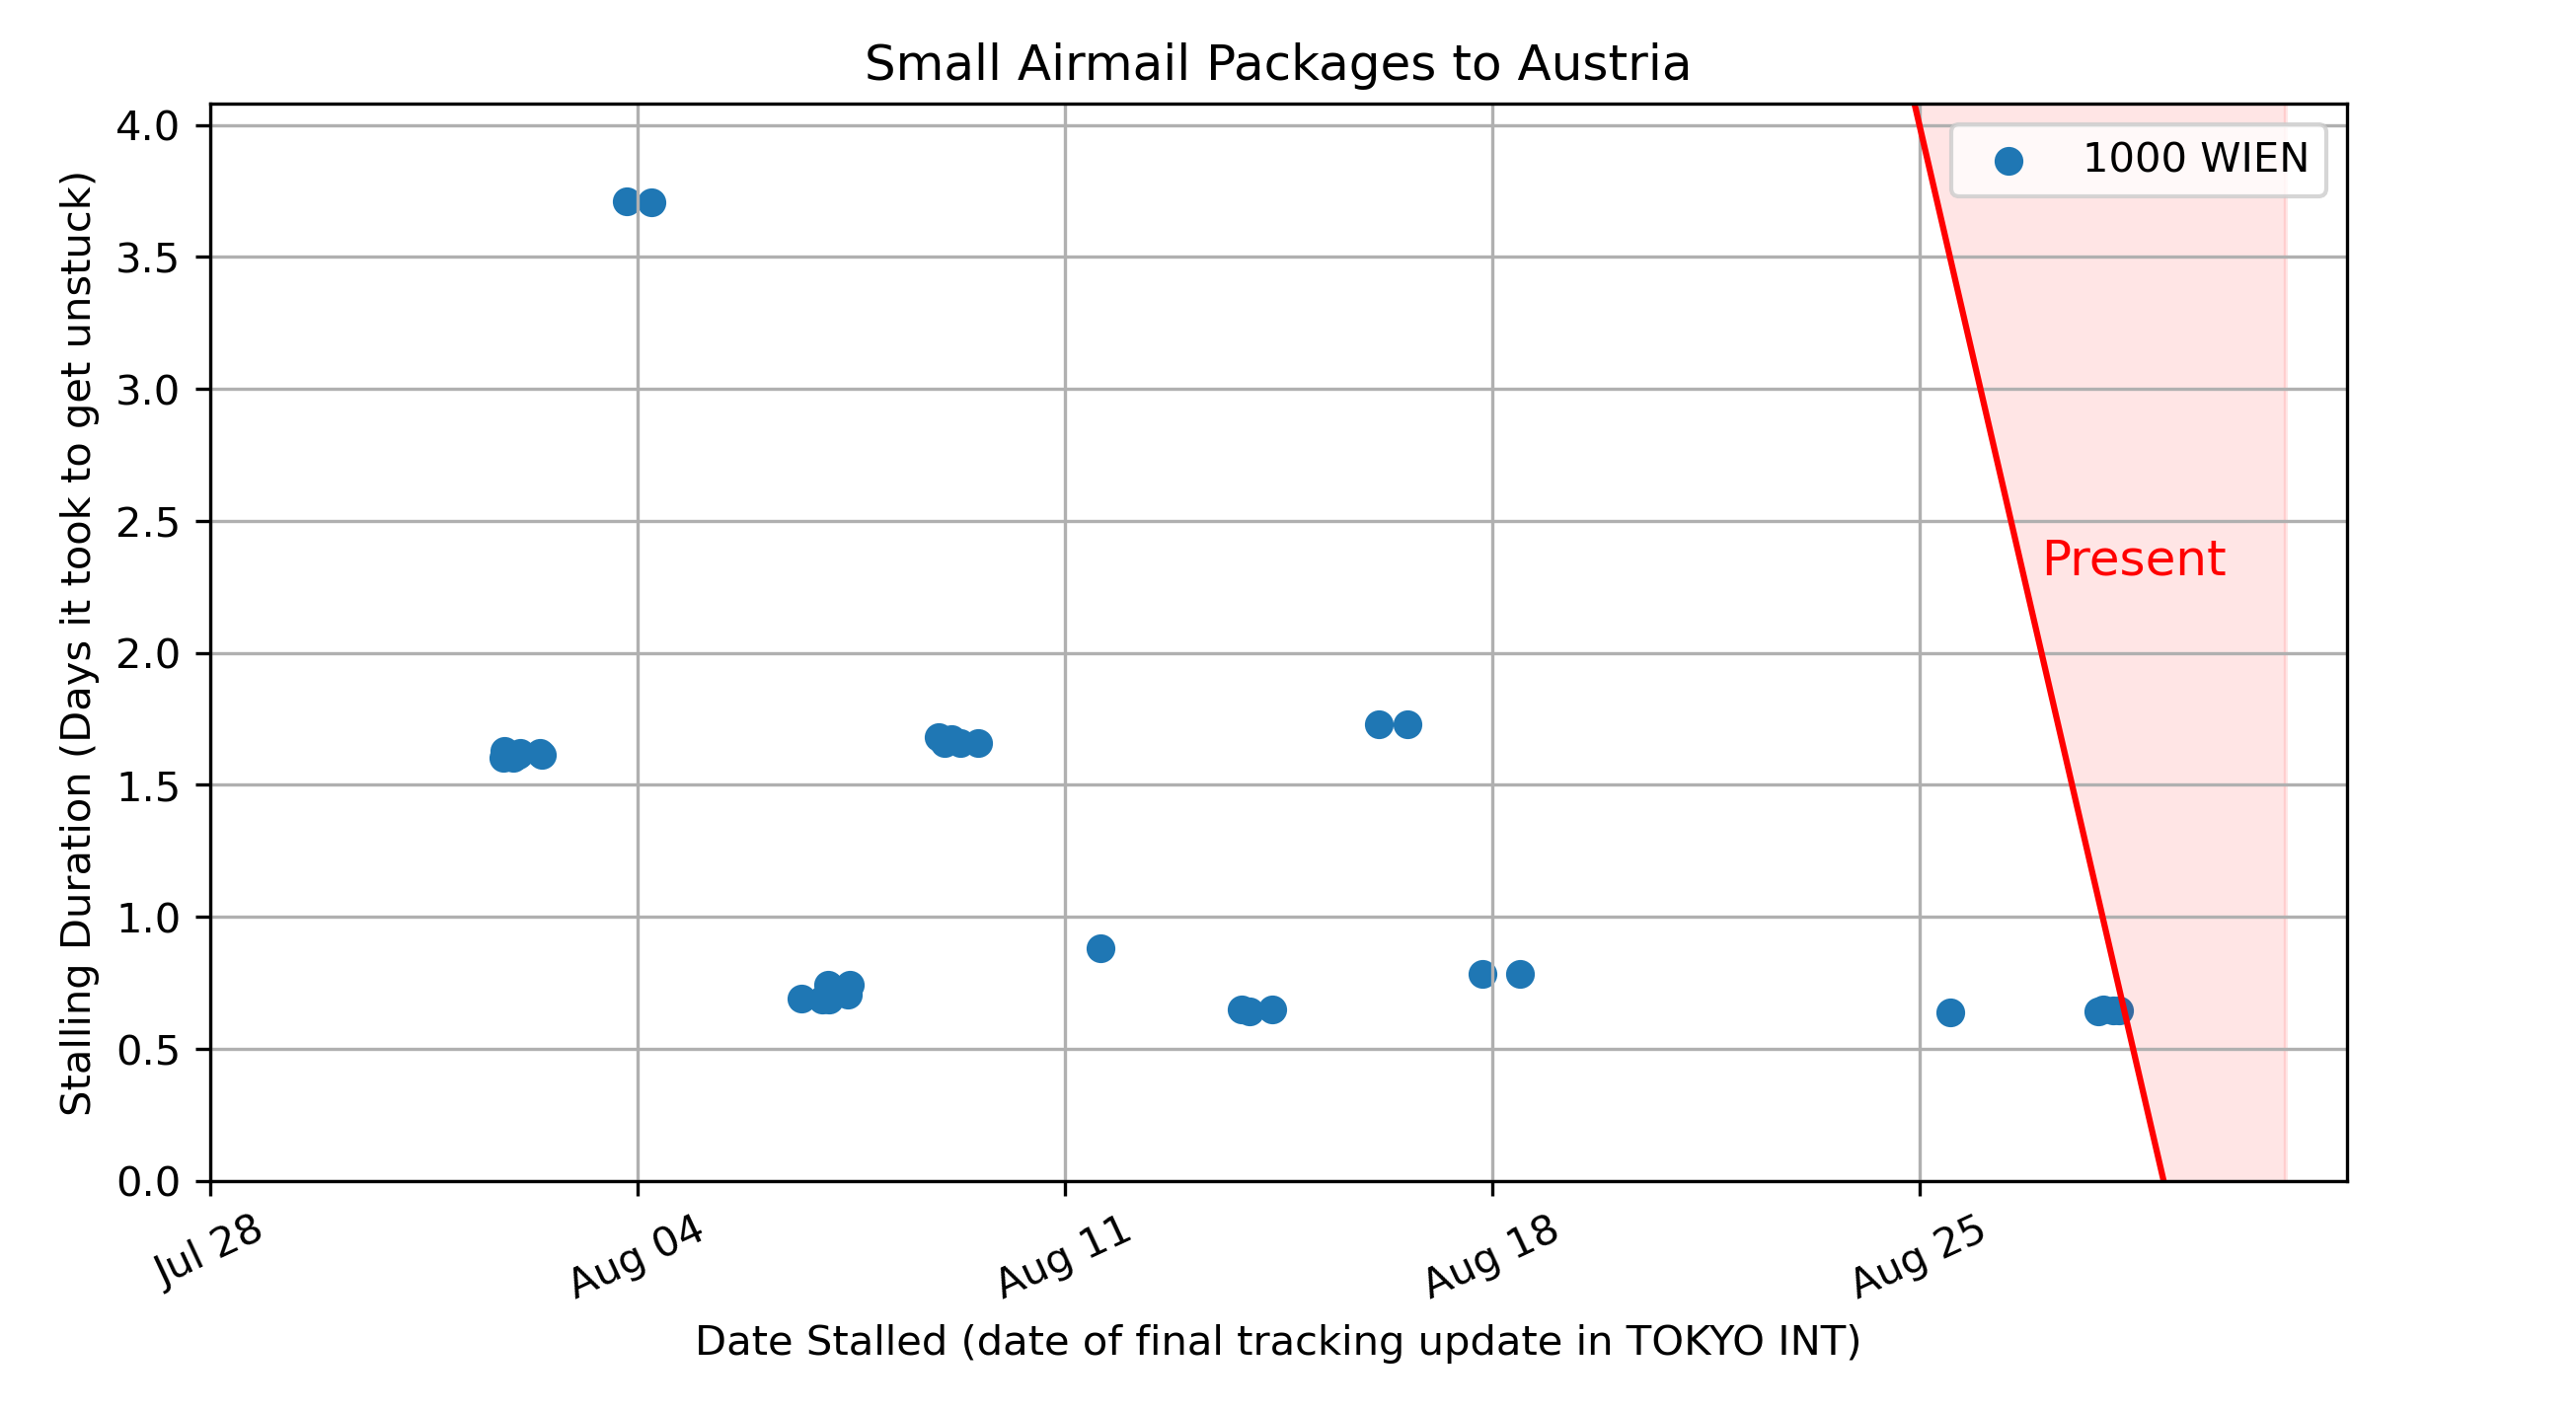 Small Airmail Packages to Austria
1000 WIEN
Present
Stalling Duration (Days it took to get unstuck)
4.0
3.5
3.0
2.5
2.0
1.5
1.0
0.5
0.0
Jul 28
Aug 04
Aug 11
Aug 18
Aug 25
Date Stalled (date of final tracking update in TOKYO INT)